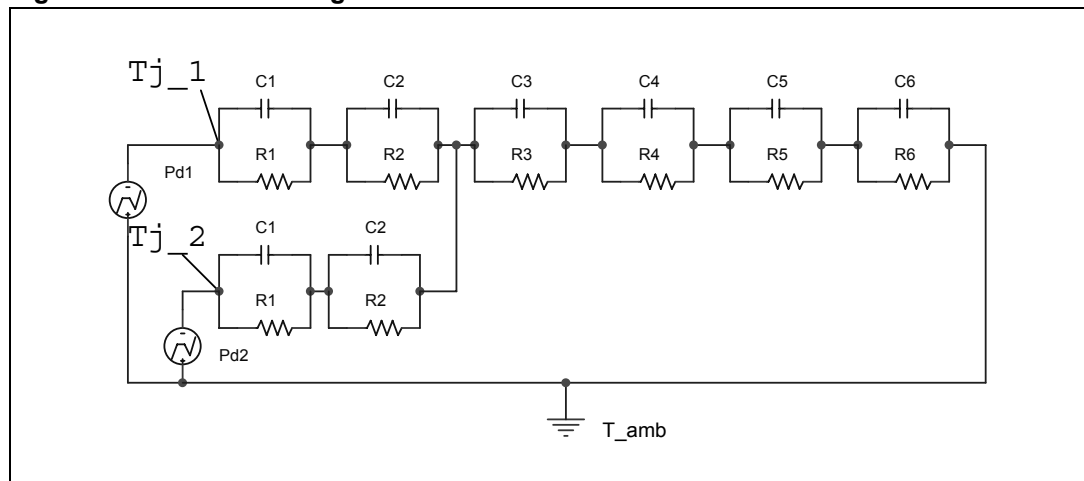 Tj_1
C1 C2 C3 C4 C5 C6
R1 R2 R3 R4 R5 R6
Pd1
Tj_2
C1 C2
R1 R2
Pd2
T_amb